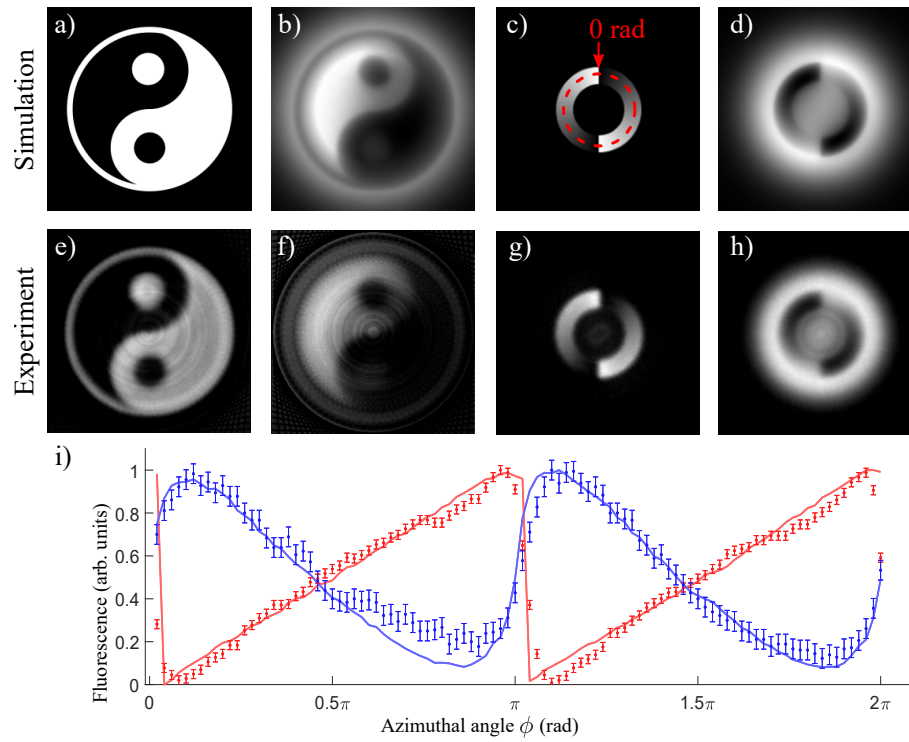 Simulation
a)
b)
c)
0 rad
d)
Experiment
e)
f)
g)
h)
i)
Fluorescence (arb. units)
1
0.8
0.6
0.4
0.2
0
0
0.5π
π
1.5π
2π
Azimuthal angle ϕ (rad)